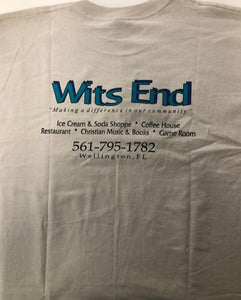 Wits End
"Making a difference in our community"
Ice Cream & Soda Shoppe * Coffee House
Restaurant * Christian Music & Books * Game Room
561-795-1782
Wellington, FL